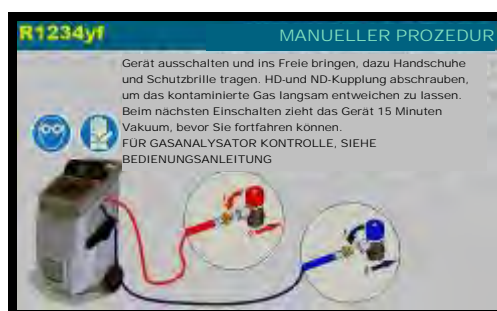 R1234yf
MANUELLER PROZEDUR
Gerät ausschalten und ins Freie bringen, dazu Handschuhe
und Schutzbrille tragen. HD-und ND-Kupplung abschrauben,
um das kontaminierte Gas langsam entweichen zu lassen.
Beim nächsten Einschalten zieht das Gerät 15 Minuten
Vakuum, bevor Sie fortfahren können.
FÜR GASANALYSATOR KONTROLLE, SIEHE
BEDIENUNGSANLEITUNG